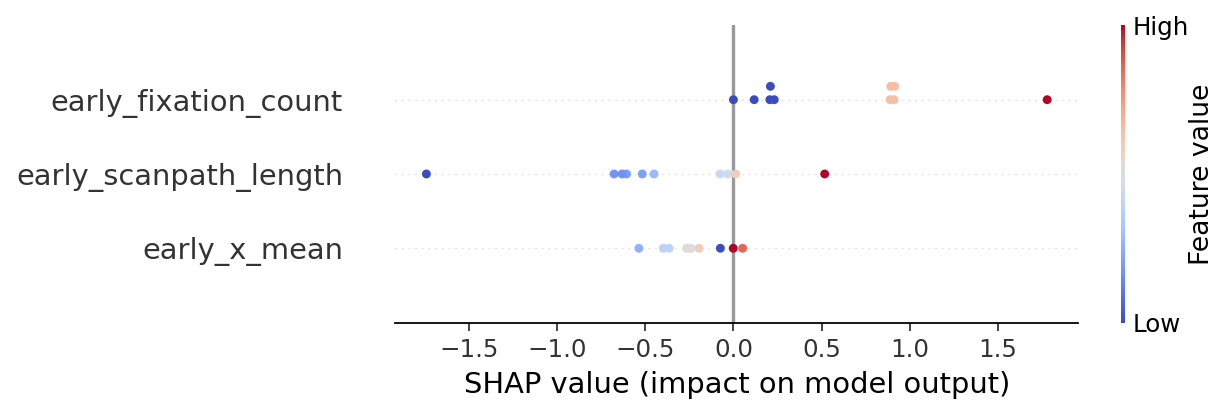 High
early_fixation_count
early_scanpath_length
early_x_mean
Feature value
Low
−1.5 −1.0 −0.5 0.0 0.5 1.0 1.5
SHAP value (impact on model output)